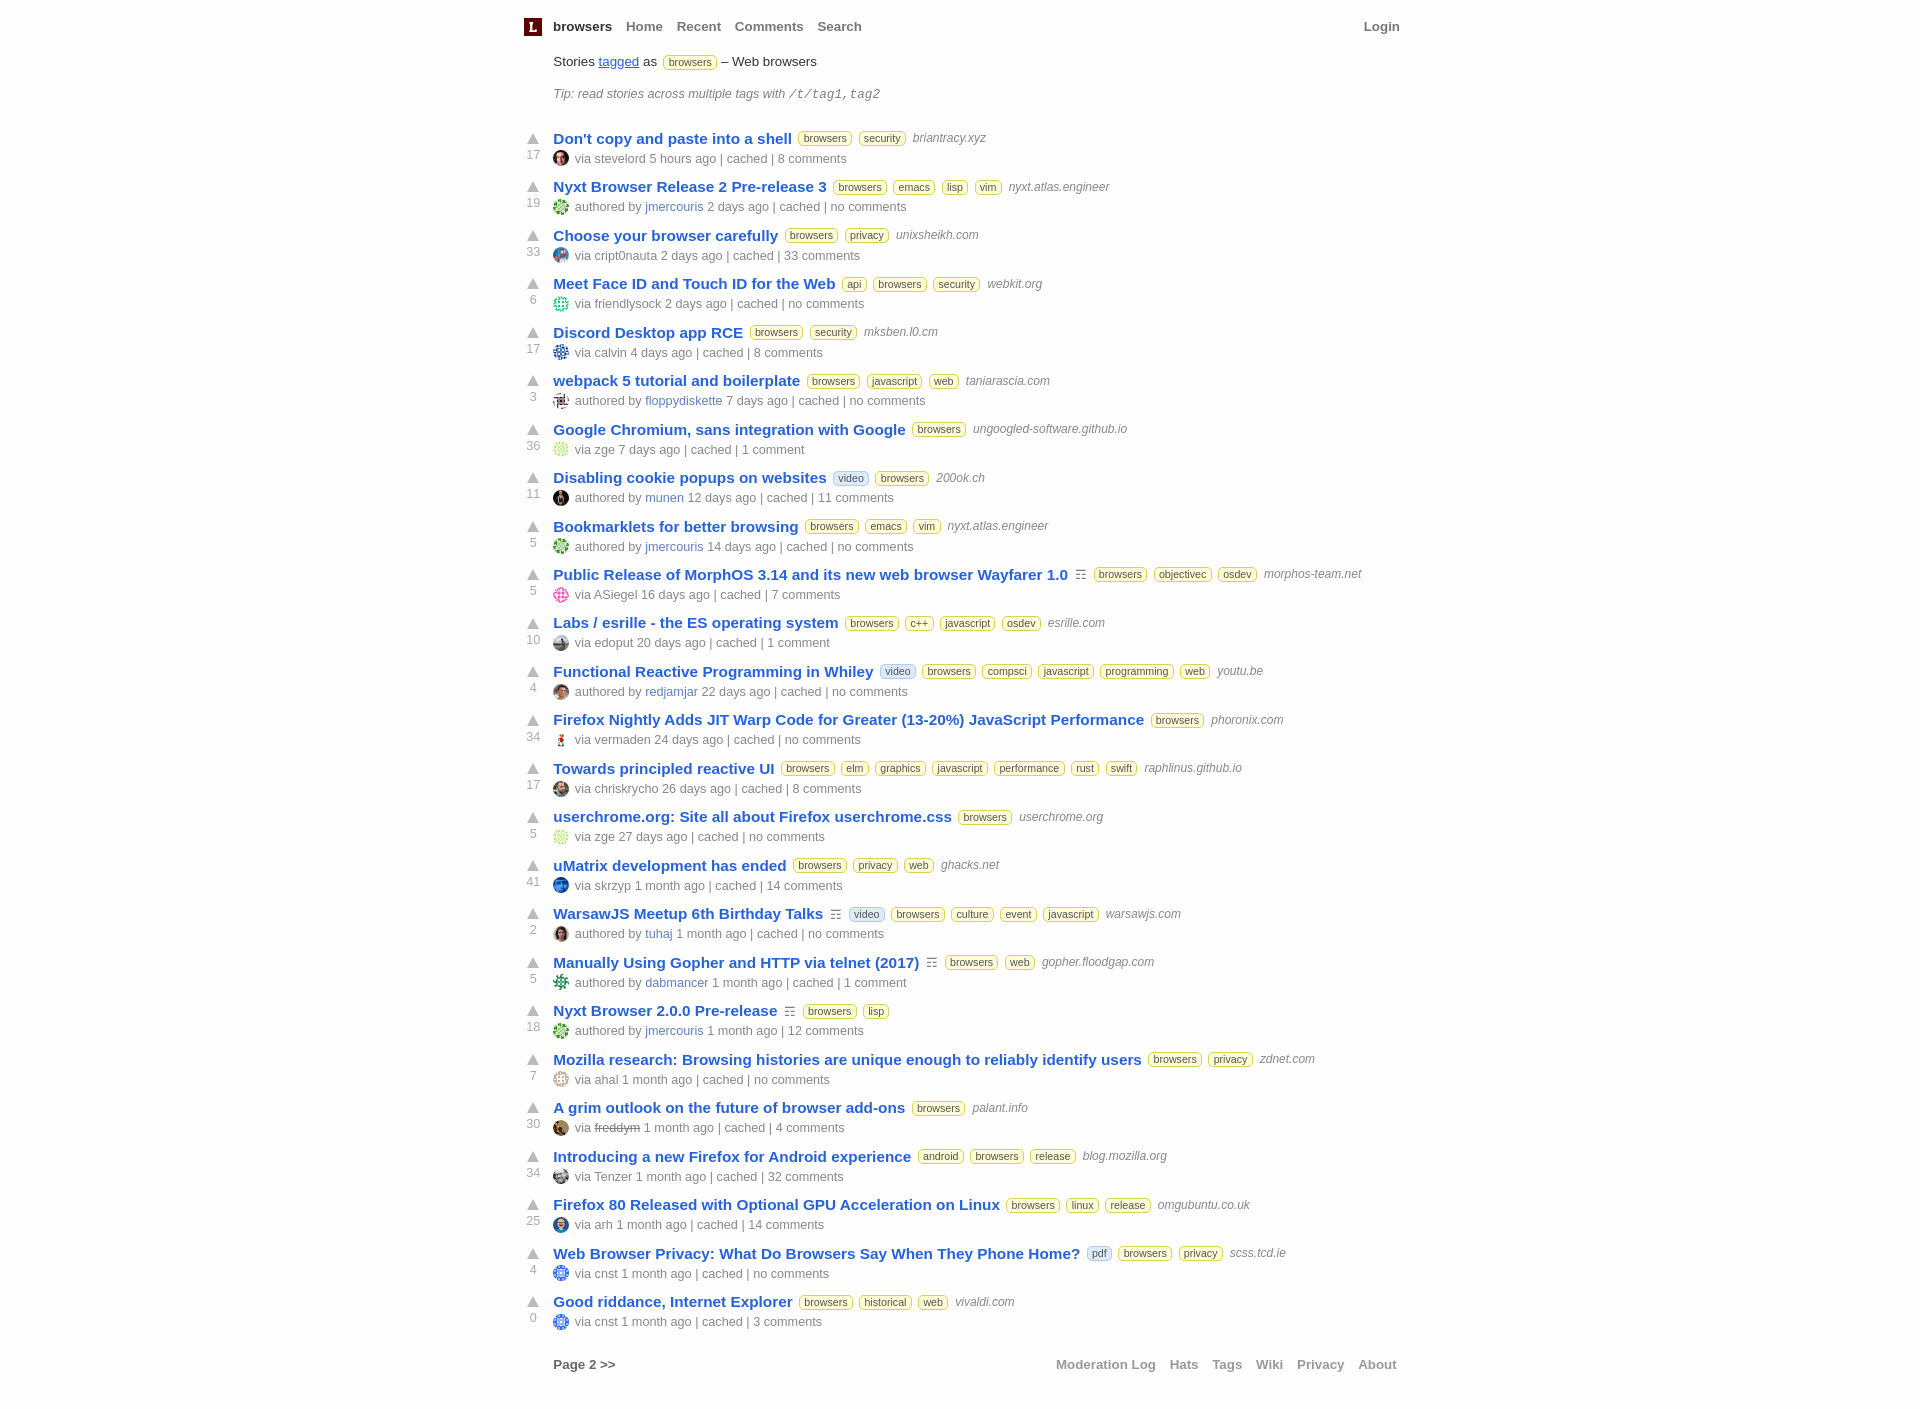 L browsers Home Recent Comments Search Login
Stories tagged as browsers – Web browsers
Tip: read stories across multiple tags with /t/tag1,tag2
Don't copy and paste into a shell browsers security briantracy.xyz
17 via stevelord 5 hours ago | cached | 8 comments
Nyxt Browser Release 2 Pre-release 3 browsers emacs lisp vim nyxt.atlas.engineer
19 authored by jmercouris 2 days ago | cached | no comments
Choose your browser carefully browsers privacy unixsheikh.com
33 via cript0nauta 2 days ago | cached | 33 comments
Meet Face ID and Touch ID for the Web api browsers security webkit.org
6 via friendlysock 2 days ago | cached | no comments
Discord Desktop app RCE browsers security mksben.l0.cm
17 via calvin 4 days ago | cached | 8 comments
webpack 5 tutorial and boilerplate browsers javascript web taniarascia.com
3 authored by floppydiskette 7 days ago | cached | no comments
Google Chromium, sans integration with Google browsers ungoogled-software.github.io
36 via zge 7 days ago | cached | 1 comment
Disabling cookie popups on websites video browsers 200ok.ch
11 authored by munen 12 days ago | cached | 11 comments
Bookmarklets for better browsing browsers emacs vim nyxt.atlas.engineer
5 authored by jmercouris 14 days ago | cached | no comments
Public Release of MorphOS 3.14 and its new web browser Wayfarer 1.0 ☶ browsers objectivec osdev morphos-team.net
5 via ASiegel 16 days ago | cached | 7 comments
Labs / esrille - the ES operating system browsers c++ javascript osdev esrille.com
10 via edoput 20 days ago | cached | 1 comment
Functional Reactive Programming in Whiley video browsers compsci javascript programming web youtu.be
4 authored by redjamjar 22 days ago | cached | no comments
Firefox Nightly Adds JIT Warp Code for Greater (13-20%) JavaScript Performance browsers phoronix.com
34 via vermaden 24 days ago | cached | no comments
Towards principled reactive UI browsers elm graphics javascript performance rust swift raphlinus.github.io
17 via chriskrycho 26 days ago | cached | 8 comments
userchrome.org: Site all about Firefox userchrome.css browsers userchrome.org
5 via zge 27 days ago | cached | no comments
uMatrix development has ended browsers privacy web ghacks.net
41 via skrzyp 1 month ago | cached | 14 comments
WarsawJS Meetup 6th Birthday Talks ☶ video browsers culture event javascript warsawjs.com
2 authored by tuhaj 1 month ago | cached | no comments
Manually Using Gopher and HTTP via telnet (2017) ☶ browsers web gopher.floodgap.com
5 authored by dabmancer 1 month ago | cached | 1 comment
Nyxt Browser 2.0.0 Pre-release ☶ browsers lisp
18 authored by jmercouris 1 month ago | 12 comments
Mozilla research: Browsing histories are unique enough to reliably identify users browsers privacy zdnet.com
7 via ahal 1 month ago | cached | no comments
A grim outlook on the future of browser add-ons browsers palant.info
30 via freddym 1 month ago | cached | 4 comments
Introducing a new Firefox for Android experience android browsers release blog.mozilla.org
34 via Tenzer 1 month ago | cached | 32 comments
Firefox 80 Released with Optional GPU Acceleration on Linux browsers linux release omgubuntu.co.uk
25 via arh 1 month ago | cached | 14 comments
Web Browser Privacy: What Do Browsers Say When They Phone Home? pdf browsers privacy scss.tcd.ie
4 via cnst 1 month ago | cached | no comments
Good riddance, Internet Explorer browsers historical web vivaldi.com
0 via cnst 1 month ago | cached | 3 comments
Page 2 >> Moderation Log Hats Tags Wiki Privacy About